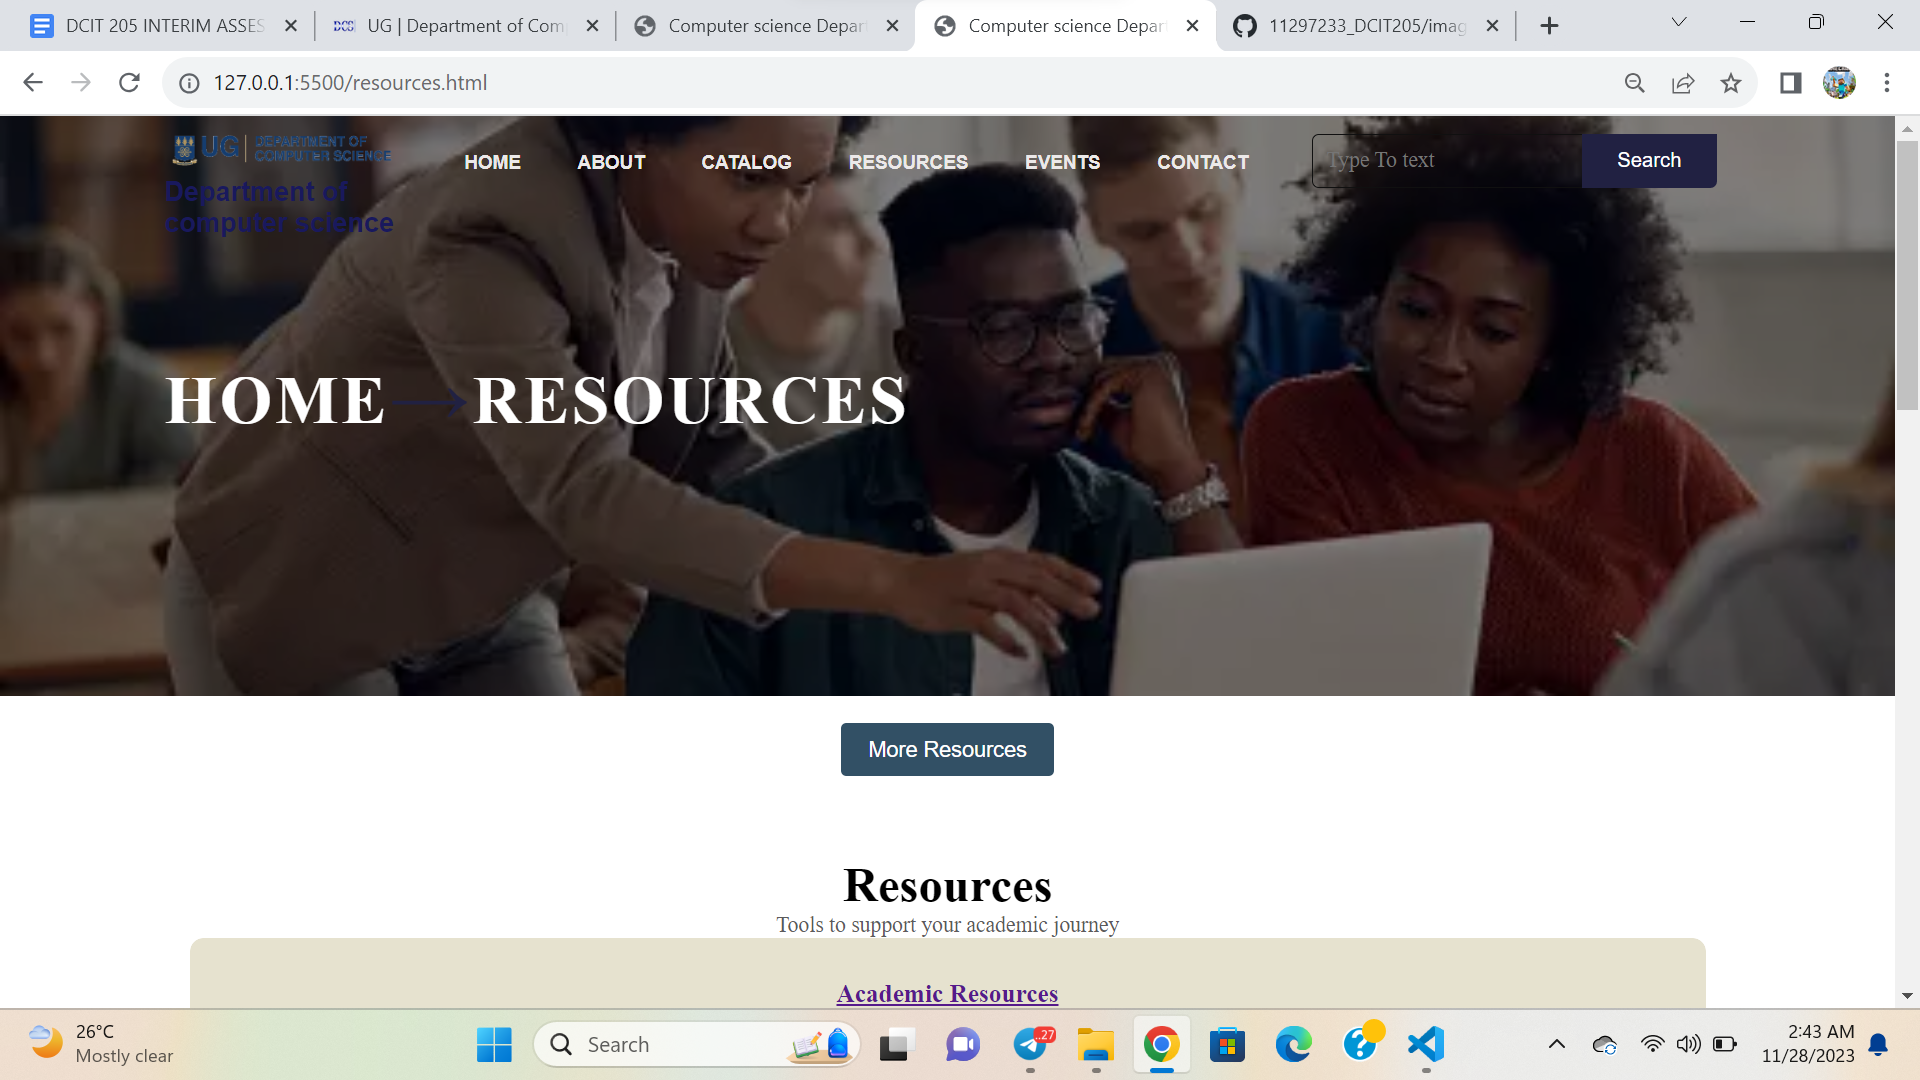 DCIT 205 INTERIM ASSES
UG | Department of Com
Computer science Depar
Computer science Depar
11297233_DCIT205/imag
127.0.0.1:5500/resources.html
UG | DEPARTMENT OF
COMPUTER SCIENCE
Department of
computer science
HOME
ABOUT
CATALOG
RESOURCES
EVENTS
CONTACT
Type To text
Search
HOME→RESOURCES
More Resources
Resources
Tools to support your academic journey
Academic Resources
26°C
Mostly clear
Search
..27
2:43 AM
11/28/2023